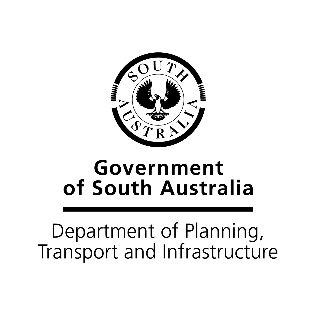 SOUTH
AUSTRALIA
Government
of South Australia
Department of Planning,
Transport and Infrastructure